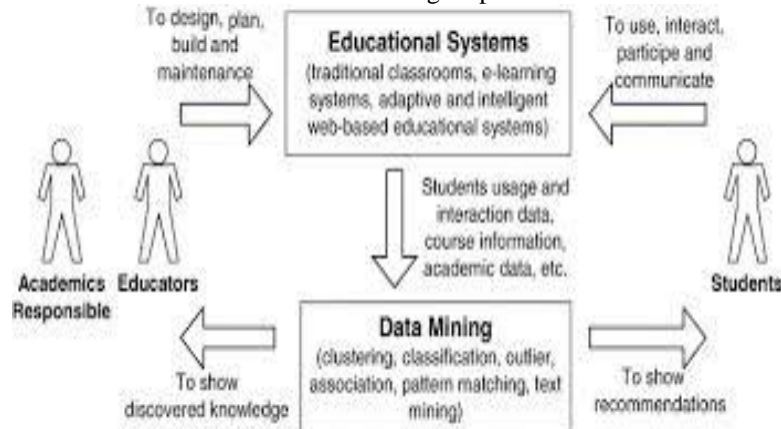 To design, plan,
build and
maintenance
Educational Systems
(traditional classrooms, e-learning
systems, adaptive and intelligent
web-based educational systems)
To use, interact,
participe and
communicate
Students usage and
interaction data,
course information,
academic data, etc.
Academics
Responsible
Educators
Students
Data Mining
(clustering, classification, outlier,
association, pattern matching, text
mining)
To show
discovered knowledge
To show
recommendations